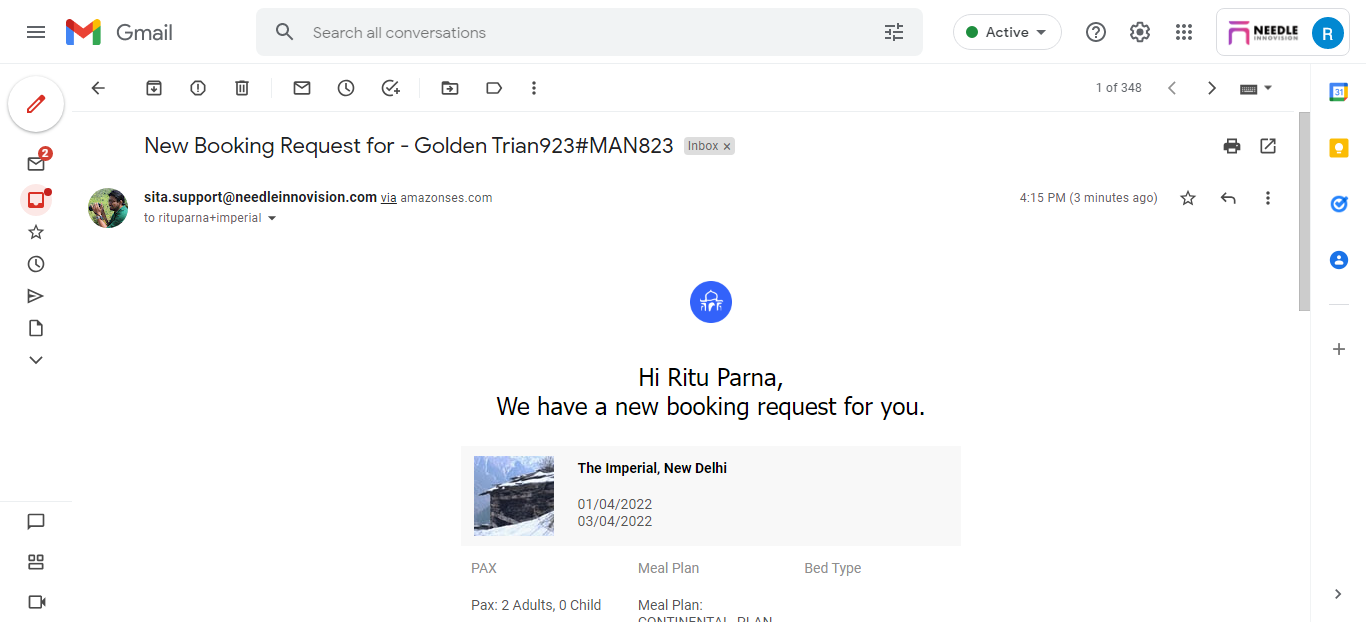 Gmail
Search all conversations
Active
NEEDLE
INNOVISION
R
1 of 348
31
2
New Booking Request for - Golden Trian923#MAN823
Inbox ×
sita.support@needleinnovision.com via amazonses.com
4:15 PM (3 minutes ago)
to rituparna+imperial
Hi Ritu Parna,
We have a new booking request for you.
The Imperial, New Delhi
01/04/2022
03/04/2022
PAX Meal Plan Bed Type
Pax: 2 Adults, 0 Child Meal Plan:
CONTINENTAL_PLAN